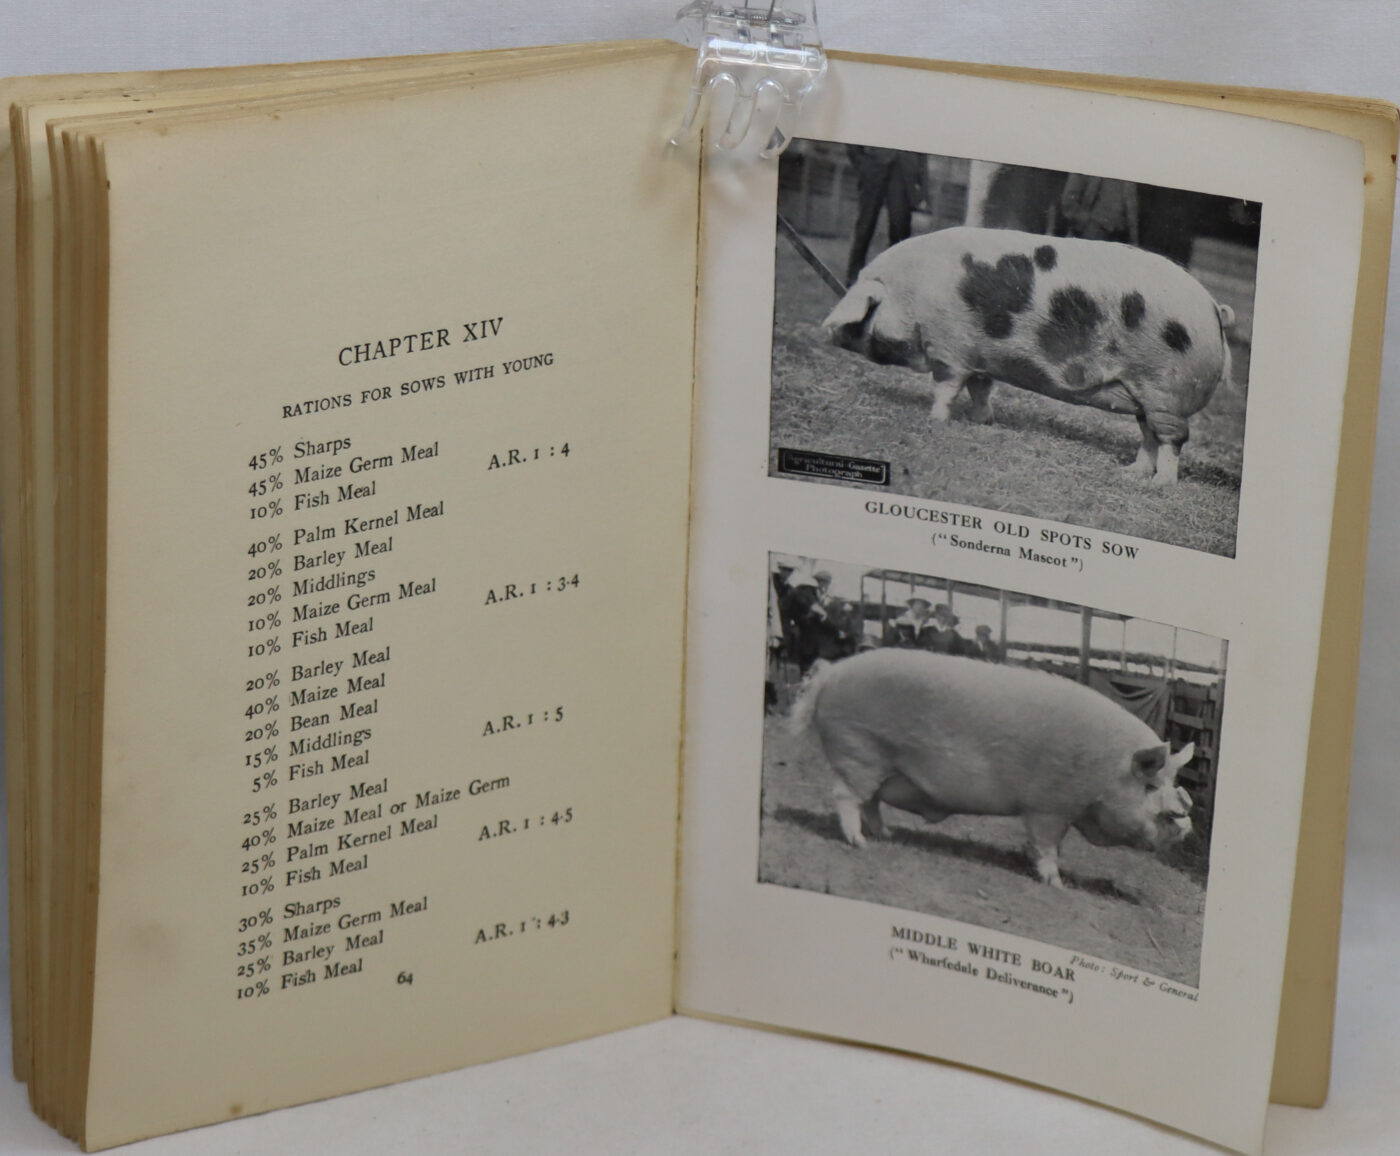 CHAPTER XIV
RATIONS FOR SOWS WITH YOUNG
45% Sharps
45% Maize Germ Meal A.R. 1 : 4
10% Fish Meal
40% Palm Kernel Meal
20% Barley Meal
20% Middlings
10% Maize Germ Meal A.R. 1 : 3·4
10% Fish Meal
20% Barley Meal
40% Maize Meal
20% Bean Meal
15% Middlings A.R. 1 : 5
5% Fish Meal
25% Barley Meal
40% Maize Meal or Maize Germ
25% Palm Kernel Meal A.R. 1 : 4·5
10% Fish Meal
30% Sharps
35% Maize Germ Meal
25% Barley Meal A.R. 1 : 4·3
10% Fish Meal
64
Agricultural Gazette
Photograph
GLOUCESTER OLD SPOTS SOW
(“Sonderna Mascot”)
Photo: Sport & General
MIDDLE WHITE BOAR
(“Wharfedale Deliverance”)